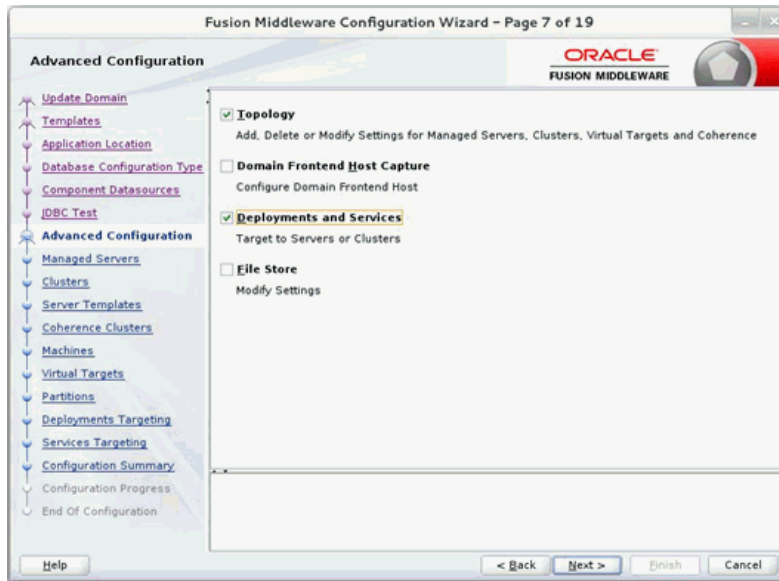 Fusion Middleware Configuration Wizard - Page 7 of 19
Advanced Configuration
ORACLE
FUSION MIDDLEWARE
Update Domain
Templates
Application Location
Database Configuration Type
Component Datasources
JDBC Test
Advanced Configuration
Managed Servers
Clusters
Server Templates
Coherence Clusters
Machines
Virtual Targets
Partitions
Deployments Targeting
Services Targeting
Configuration Summary
Configuration Progress
End Of Configuration
Topology
Add, Delete or Modify Settings for Managed Servers, Clusters, Virtual Targets and Coherence
Domain Frontend Host Capture
Configure Domain Frontend Host
Deployments and Services
Target to Servers or Clusters
File Store
Modify Settings
Help
< Back
Next >
Finish
Cancel